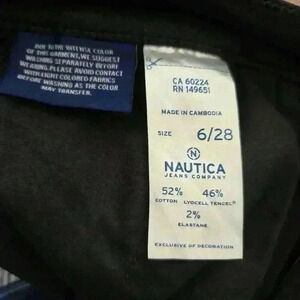 DUE TO THE INTENSE COLOR
OF THIS GARMENT, WE SUGGEST
WASHING SEPARATELY BEFORE
WEARING. PLEASE AVOID CONTACT
WITH LIGHT COLORED FABRICS
BEFORE WASHING AS THE COLOR
MAY TRANSFER.
CA 60224
RN 149651
MADE IN CAMBODIA
SIZE 6/28
N
NAUTICA
JEANS COMPANY
52% 46%
COTTON LYOCELL TENCEL®
2%
ELASTANE
EXCLUSIVE OF DECORATION